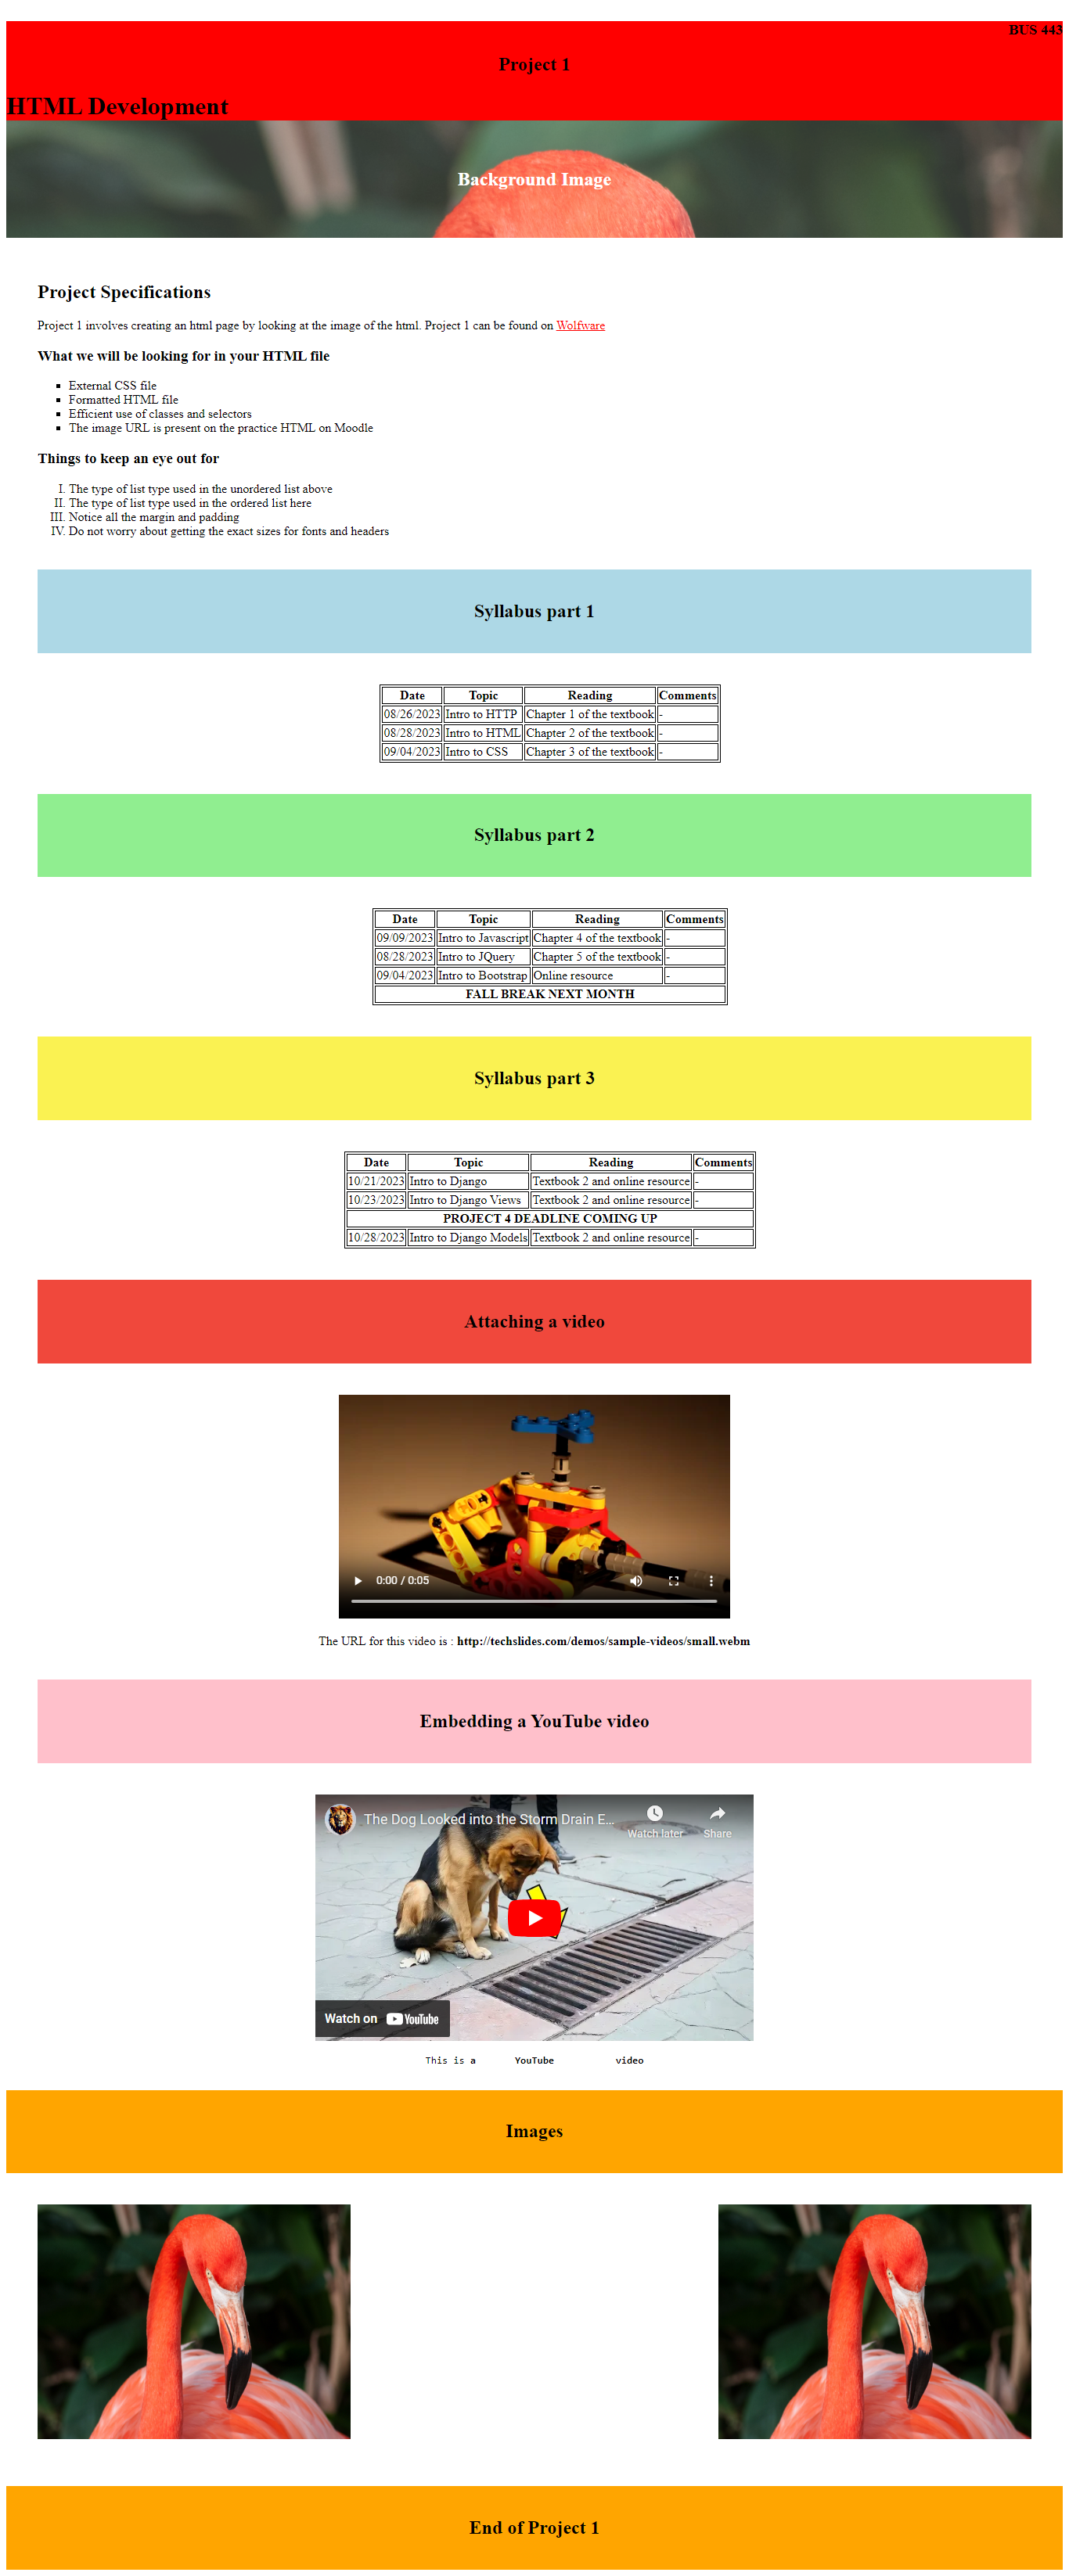 BUS 443
Project 1
HTML Development
Background Image
Project Specifications
Project 1 involves creating an html page by looking at the image of the html. Project 1 can be found on Wolfware
What we will be looking for in your HTML file
External CSS file
Formatted HTML file
Efficient use of classes and selectors
The image URL is present on the practice HTML on Moodle
Things to keep an eye out for
I. The type of list type used in the unordered list above
II. The type of list type used in the ordered list here
III. Notice all the margin and padding
IV. Do not worry about getting the exact sizes for fonts and headers
Syllabus part 1
Date Topic Reading Comments
08/26/2023 Intro to HTTP Chapter 1 of the textbook -
08/28/2023 Intro to HTML Chapter 2 of the textbook -
09/04/2023 Intro to CSS Chapter 3 of the textbook -
Syllabus part 2
Date Topic Reading Comments
09/09/2023 Intro to Javascript Chapter 4 of the textbook -
08/28/2023 Intro to JQuery Chapter 5 of the textbook -
09/04/2023 Intro to Bootstrap Online resource -
FALL BREAK NEXT MONTH
Syllabus part 3
Date Topic Reading Comments
10/21/2023 Intro to Django Textbook 2 and online resource -
10/23/2023 Intro to Django Views Textbook 2 and online resource -
PROJECT 4 DEADLINE COMING UP
10/28/2023 Intro to Django Models Textbook 2 and online resource -
Attaching a video
0:00 / 0:05
The URL for this video is : http://techslides.com/demos/sample-videos/small.webm
Embedding a YouTube video
The Dog Looked into the Storm Drain E...
Watch later Share
Watch on YouTube
This is a YouTube video
Images
End of Project 1